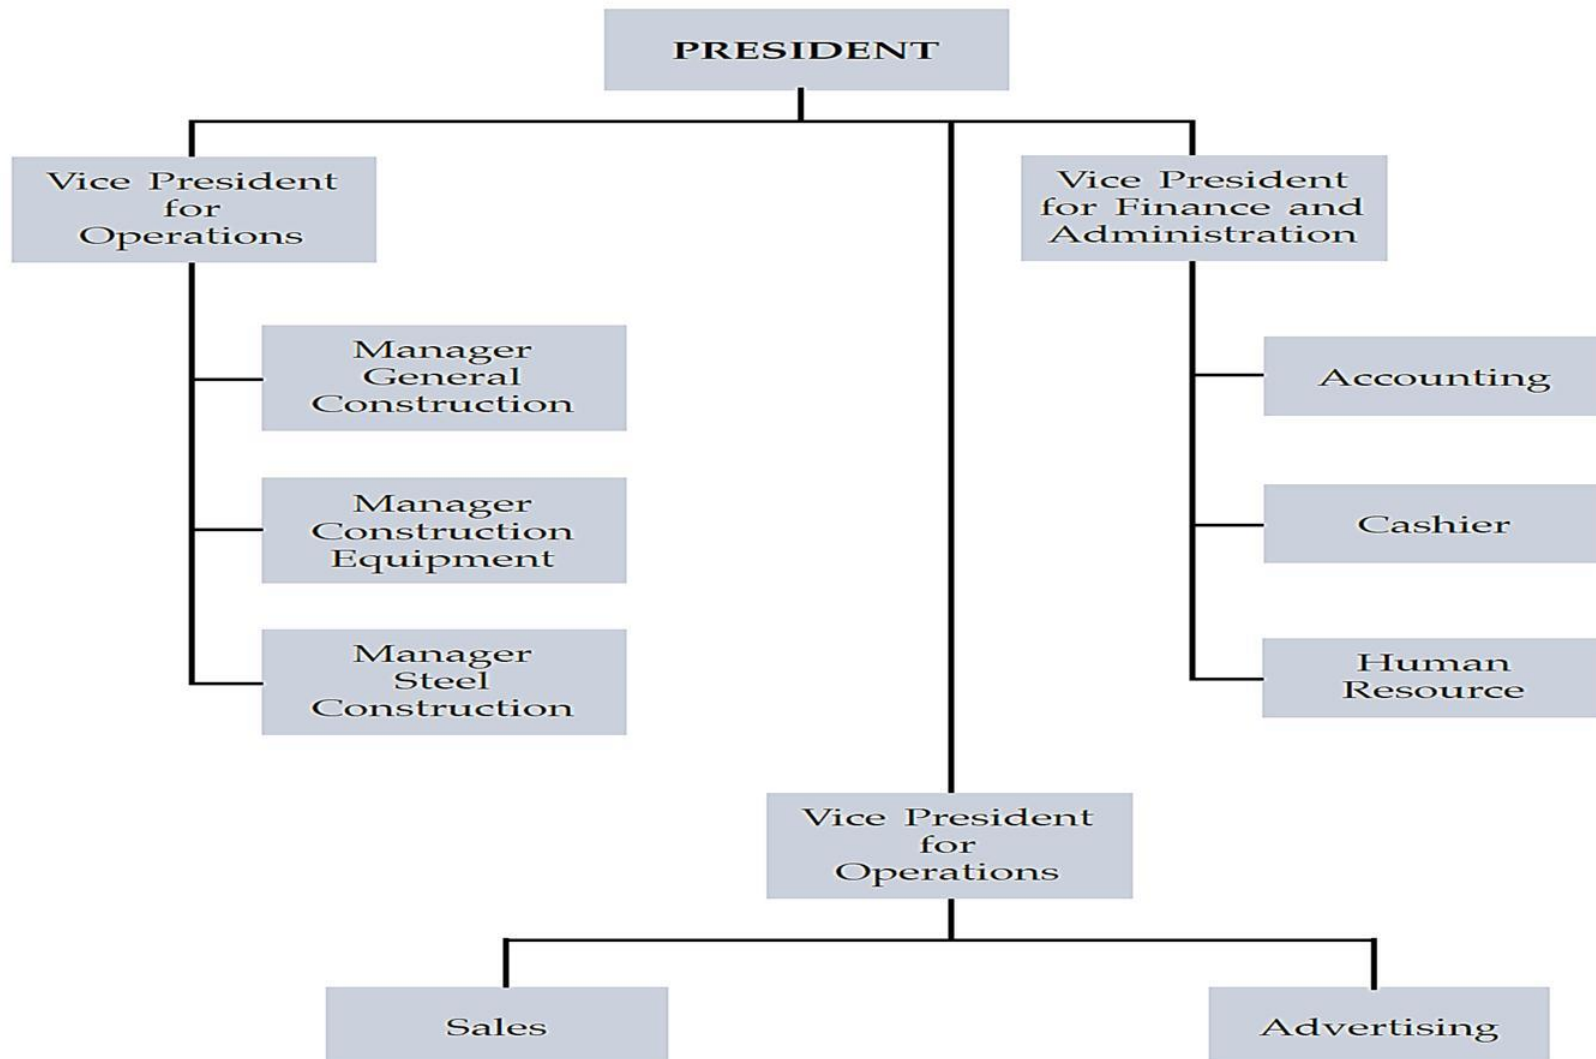 PRESIDENT
Vice President
for
Operations
Vice President
for Finance and
Administration
Manager
General
Construction
Accounting
Manager
Construction
Equipment
Cashier
Manager
Steel
Construction
Human
Resource
Vice President
for
Operations
Sales
Advertising